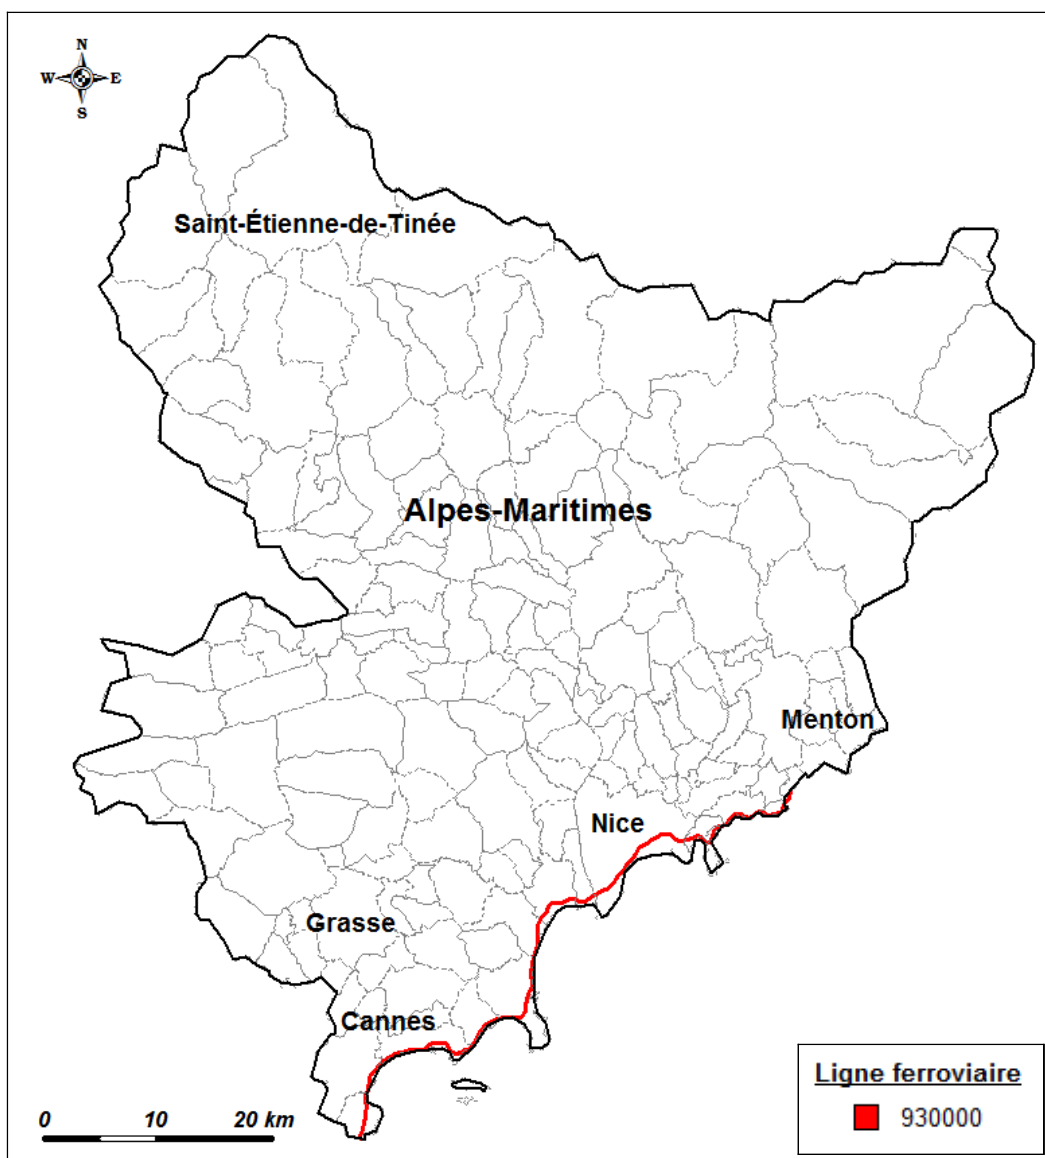 N
W E
S
Saint-Étienne-de-Tinée
Alpes-Maritimes
Menton
Nice
Grasse
Cannes
0 10 20 km
Ligne ferroviaire
930000